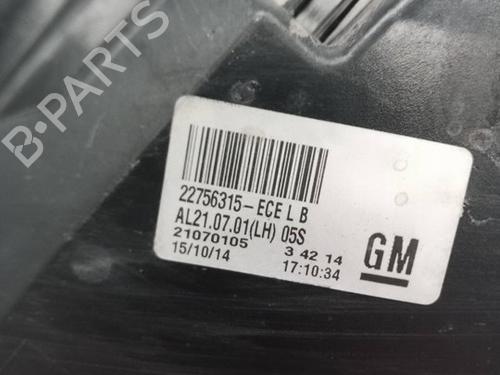 B-PARTS
22756315-ECE L B
AL21.07.01(LH) 05S
21070105 3 42 14
15/10/14 17:10:34
GM